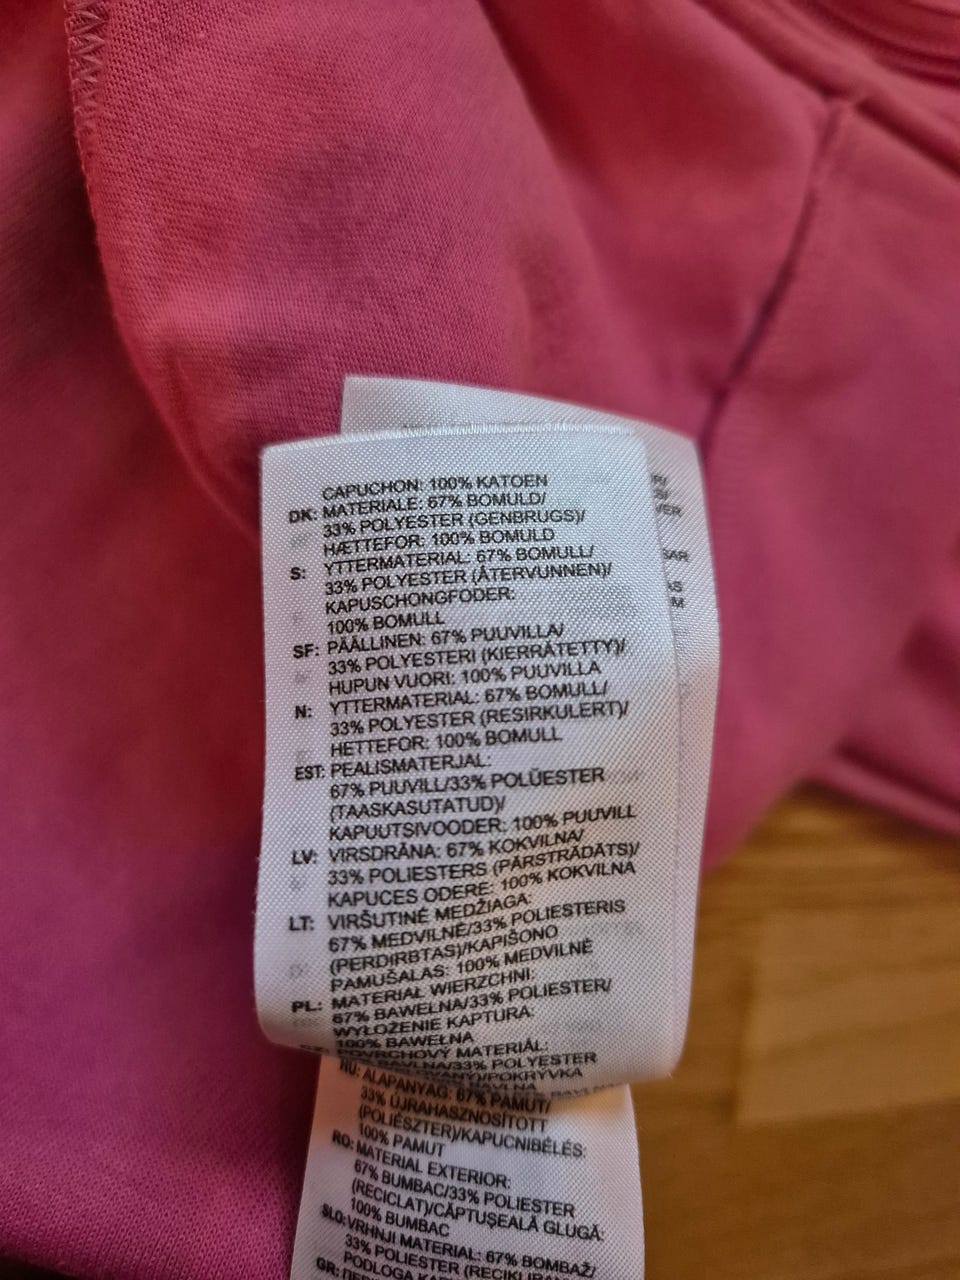 CAPUCHON: 100% KATOEN
DK: MATERIALE: 67% BOMULD/
33% POLYESTER (GENBRUGS)/
HÆTTEFOR: 100% BOMULD
S: YTTERMATERIAL: 67% BOMULL/
33% POLYESTER (ÅTERVUNNEN)/
KAPUSCHONGFODER:
100% BOMULL
SF: PÄÄLLINEN: 67% PUUVILLA/
33% POLYESTERI (KIERRÄTETTY)/
HUPUN VUORI: 100% PUUVILLA
N: YTTERMATERIAL: 67% BOMULL/
33% POLYESTER (RESIRKULERT)/
HETTEFOR: 100% BOMULL
EST: PEALISMATERJAL:
67% PUUVILL/33% POLÜESTER
(TAASKASUTATUD)/
KAPUUTSIVOODER: 100% PUUVILL
LV: VIRSDRĀNA: 67% KOKVILNA/
33% POLIESTERS (PĀRSTRĀDĀTS)/
KAPUCES ODERE: 100% KOKVILNA
LT: VIRŠUTINĖ MEDŽIAGA:
67% MEDVILNĖ/33% POLIESTERIS
(PERDIRBTAS)/KAPIŠONO
PAMUŠALAS: 100% MEDVILNĖ
PL: MATERIAŁ WIERZCHNI:
67% BAWEŁNA/33% POLIESTER/
WYŁOŻENIE KAPTURA:
100% BAWEŁNA
POVRCHOVÝ MATERIÁL:
BAVLNA/33% POLYESTER
HU: ALAPANYAG: 67% PAMUT/
33% ÚJRAHASZNOSÍTOTT
(POLIÉSZTER)/KAPUCNIBÉLÉS:
100% PAMUT
RO: MATERIAL EXTERIOR:
67% BUMBAC/33% POLIESTER
(RECICLAT)/CĂPTUŞEALĂ GLUGĂ:
100% BUMBAC
SLO: VRHNJI MATERIAL: 67% BOMBAŽ/
33% POLIESTER
PODLOGA
GR: